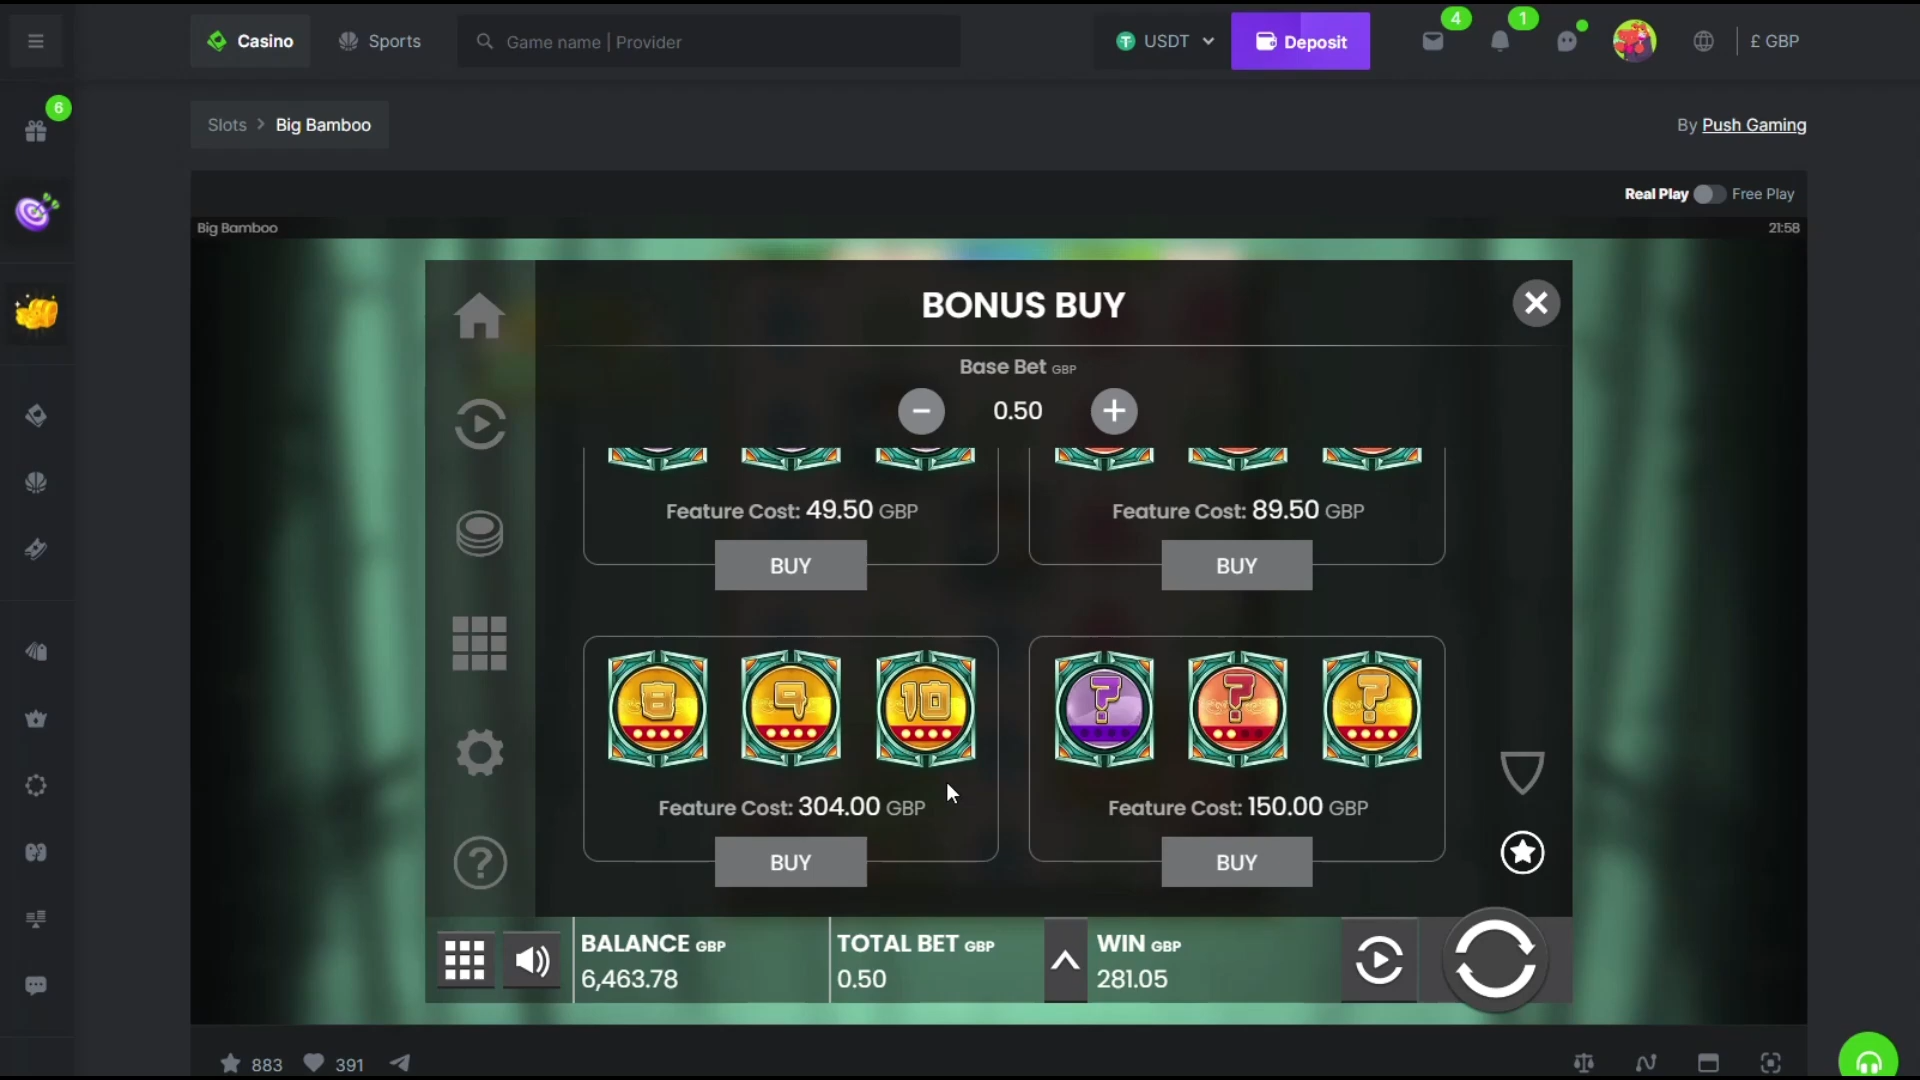 Casino
Sports
Game name | Provider
USDT
Deposit
4
1
£ GBP
6
Slots > Big Bamboo
By Push Gaming
Real Play
Free Play
Big Bamboo
21:58
BONUS BUY
Base Bet GBP
0.50
Feature Cost: 49.50 GBP
BUY
Feature Cost: 89.50 GBP
BUY
8
9
10
Feature Cost: 304.00 GBP
BUY
?
?
?
Feature Cost: 150.00 GBP
BUY
?
BALANCE GBP
6,463.78
TOTAL BET GBP
0.50
WIN GBP
281.05
883
391